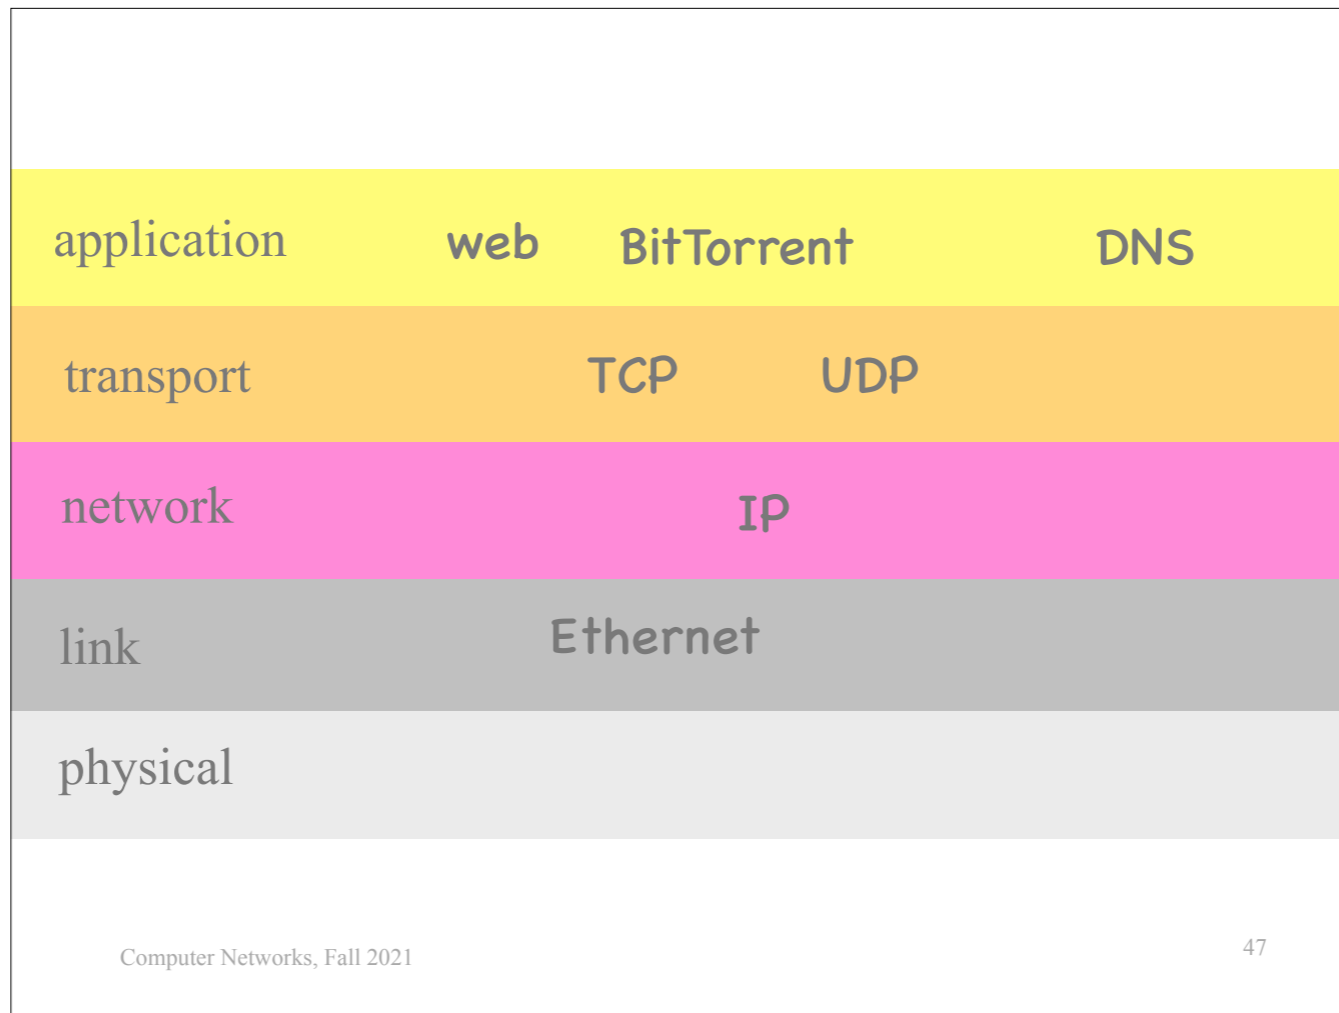 application web BitTorrent DNS
transport TCP UDP
network IP
link Ethernet
physical
Computer Networks, Fall 2021
47